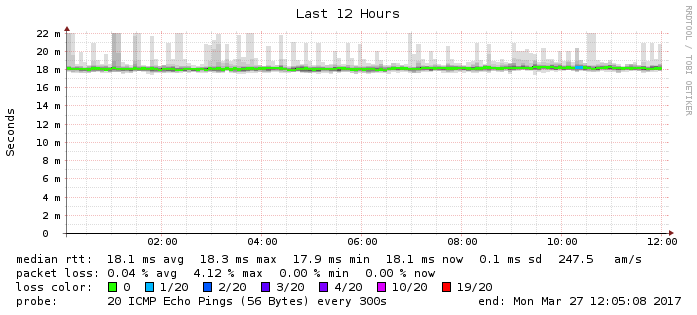 Last 12 Hours
RRDTOOL / TOBI OETIKER
Seconds
22 m
20 m
18 m
16 m
14 m
12 m
10 m
8 m
6 m
4 m
2 m
0
02:00 04:00 06:00 08:00 10:00 12:00
median rtt: 18.1 ms avg 18.3 ms max 17.9 ms min 18.1 ms now 0.1 ms sd 247.5 am/s
packet loss: 0.04 % avg 4.12 % max 0.00 % min 0.00 % now
loss color: 0 1/20 2/20 3/20 4/20 10/20 19/20
probe: 20 ICMP Echo Pings (56 Bytes) every 300s end: Mon Mar 27 12:05:08 2017